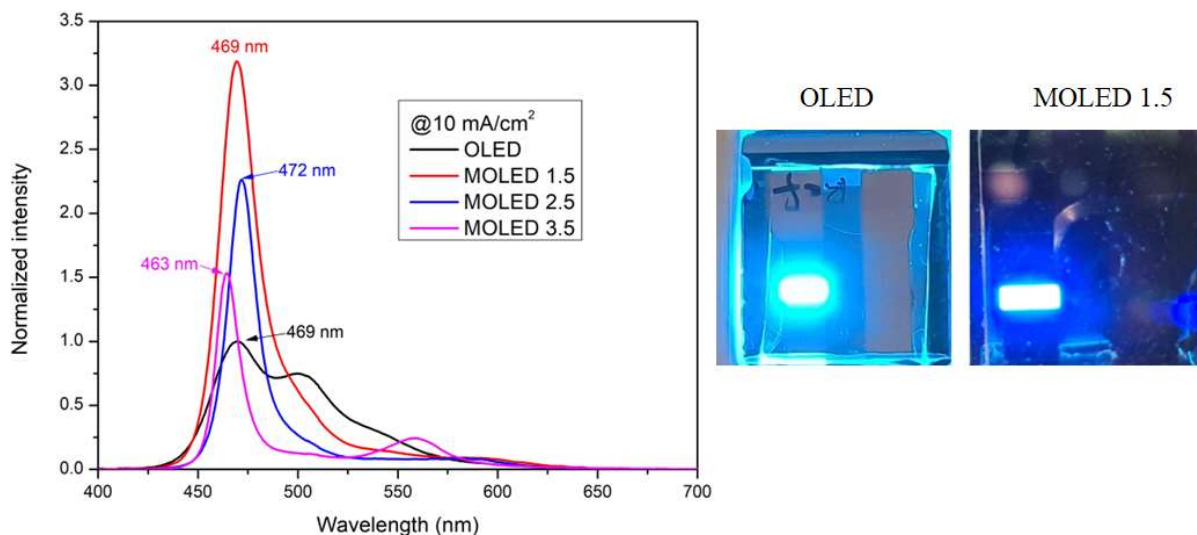 3.5
3.0
2.5
2.0
1.5
1.0
0.5
0.0
Normalized intensity
469 nm
472 nm
463 nm
469 nm
@10 mA/cm²
OLED
MOLED 1.5
MOLED 2.5
MOLED 3.5
400 450 500 550 600 650 700
Wavelength (nm)
OLED
MOLED 1.5